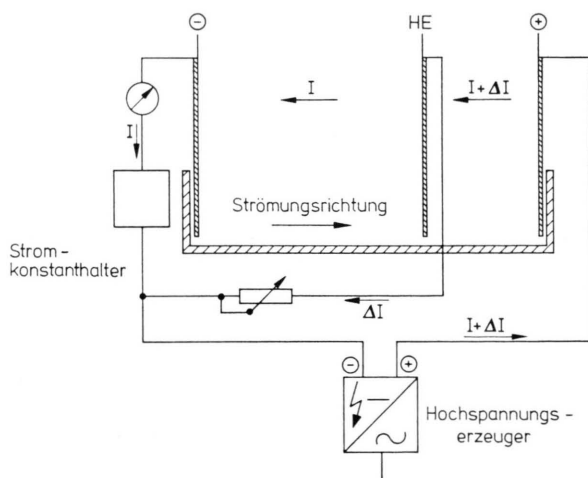 ⊖ HE ⊕
I I+ΔI
I
Strömungsrichtung
Strom-
konstanthalter
ΔI
I+ΔI
⊖ ⊕
Hochspannungs-
erzeuger